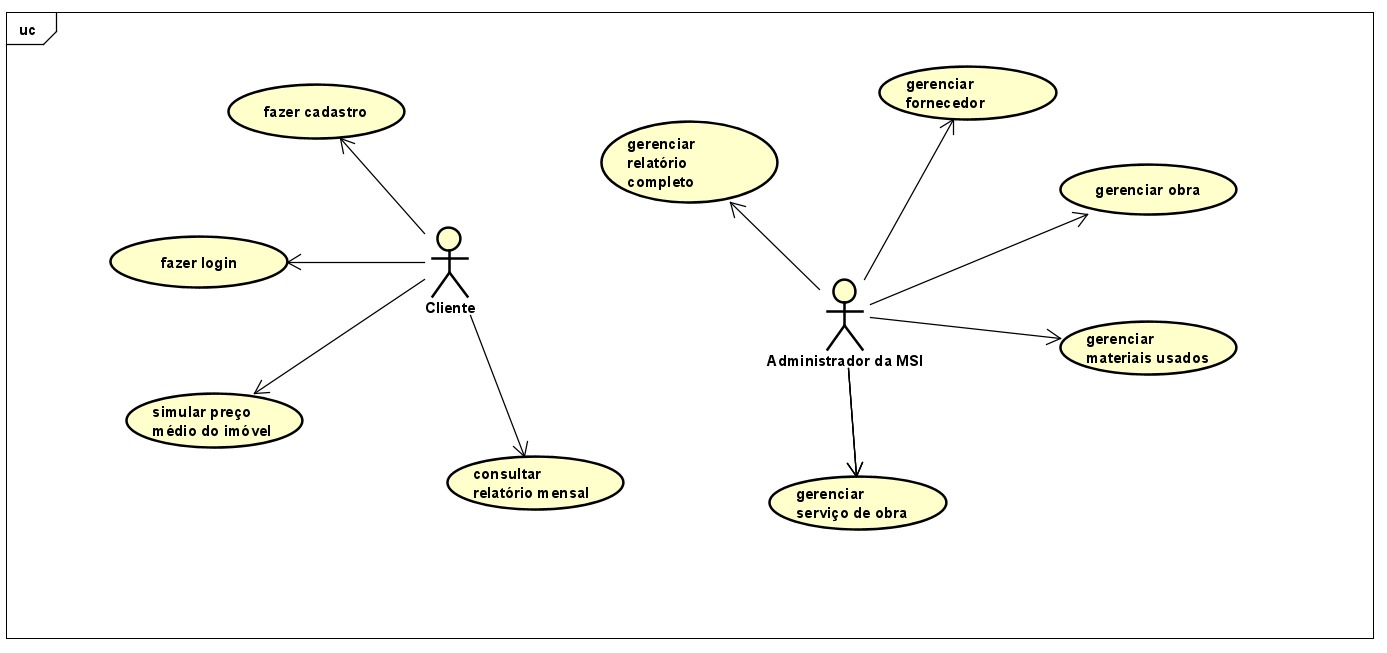 uc
fazer cadastro
fazer login
Cliente
simular preço
médio do imóvel
consultar
relatório mensal
gerenciar
fornecedor
gerenciar
relatório
completo
gerenciar obra
gerenciar
materiais usados
Administrador da MSI
gerenciar
serviço de obra